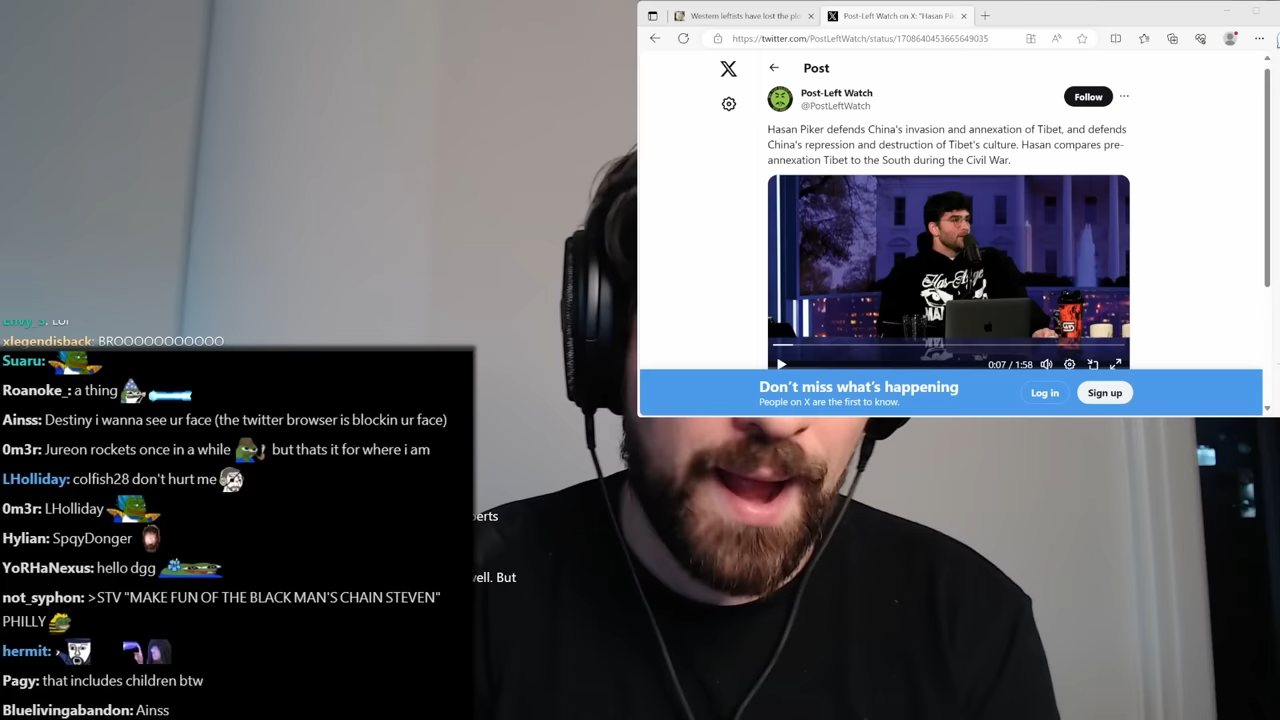 Western leftists have lost the plo
Post-Left Watch on X: "Hasan Pik
https://twitter.com/PostLeftWatch/status/1708640453665649035
Post
Post-Left Watch
@PostLeftWatch
Follow
Hasan Piker defends China's invasion and annexation of Tibet, and defends
China's repression and destruction of Tibet's culture. Hasan compares pre-
annexation Tibet to the South during the Civil War.
0:07 / 1:58
Don't miss what's happening
People on X are the first to know.
Log in
Sign up
xlegendisback: BROOOOOOOOOOO
Suaru:
Roanoke_: a thing
Ainss: Destiny i wanna see ur face (the twitter browser is blockin ur face)
0m3r: Jureon rockets once in a while but thats it for where i am
LHolliday: colfish28 don't hurt me
0m3r: LHolliday
Hylian: SpqyDonger
YoRHaNexus: hello dgg
not_syphon: >STV "MAKE FUN OF THE BLACK MAN'S CHAIN STEVEN"
PHILLY
hermit:
Pagy: that includes children btw
Bluelivingabandon: Ainss
perts
well. But